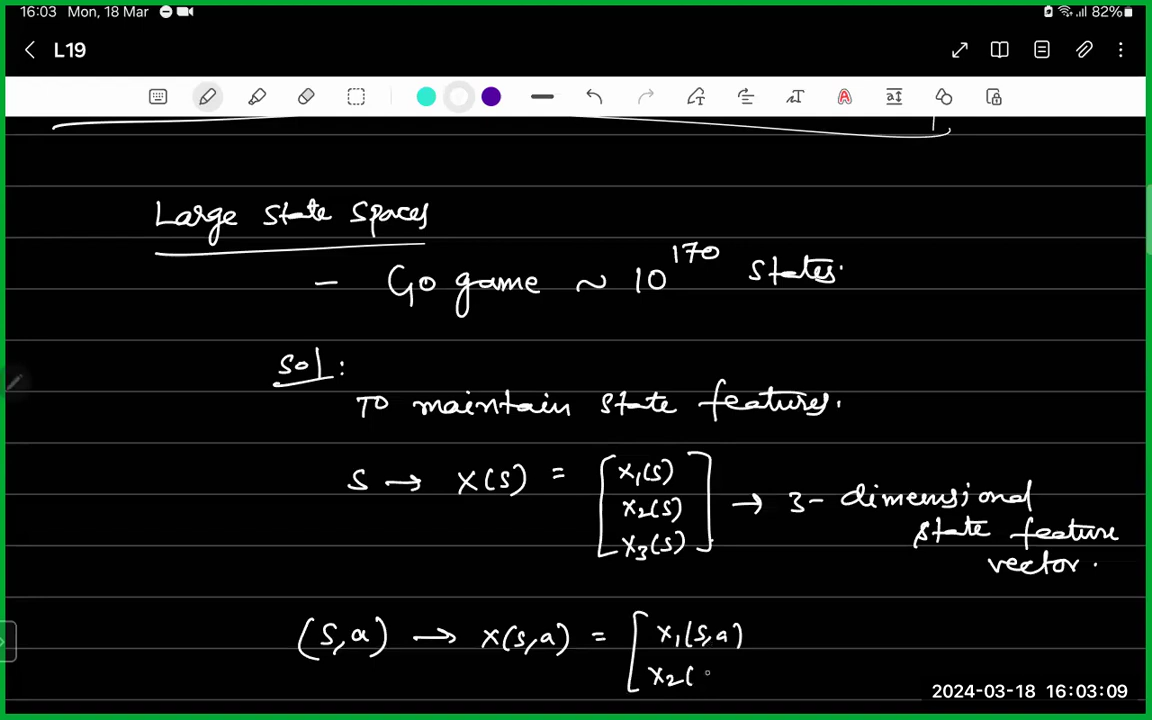 16:03 Mon, 18 Mar
82%
L19
Large State Spaces
- Go game ~ 10^170 states.
Sol:
To maintain state features.
S → X(S) = [x₁(S)
x₂(S)
x₃(S)] → 3-dimensional
state feature
vector.
(S,a) → x(s,a) = [x₁(S,a)
x₂(
2024-03-18 16:03:09